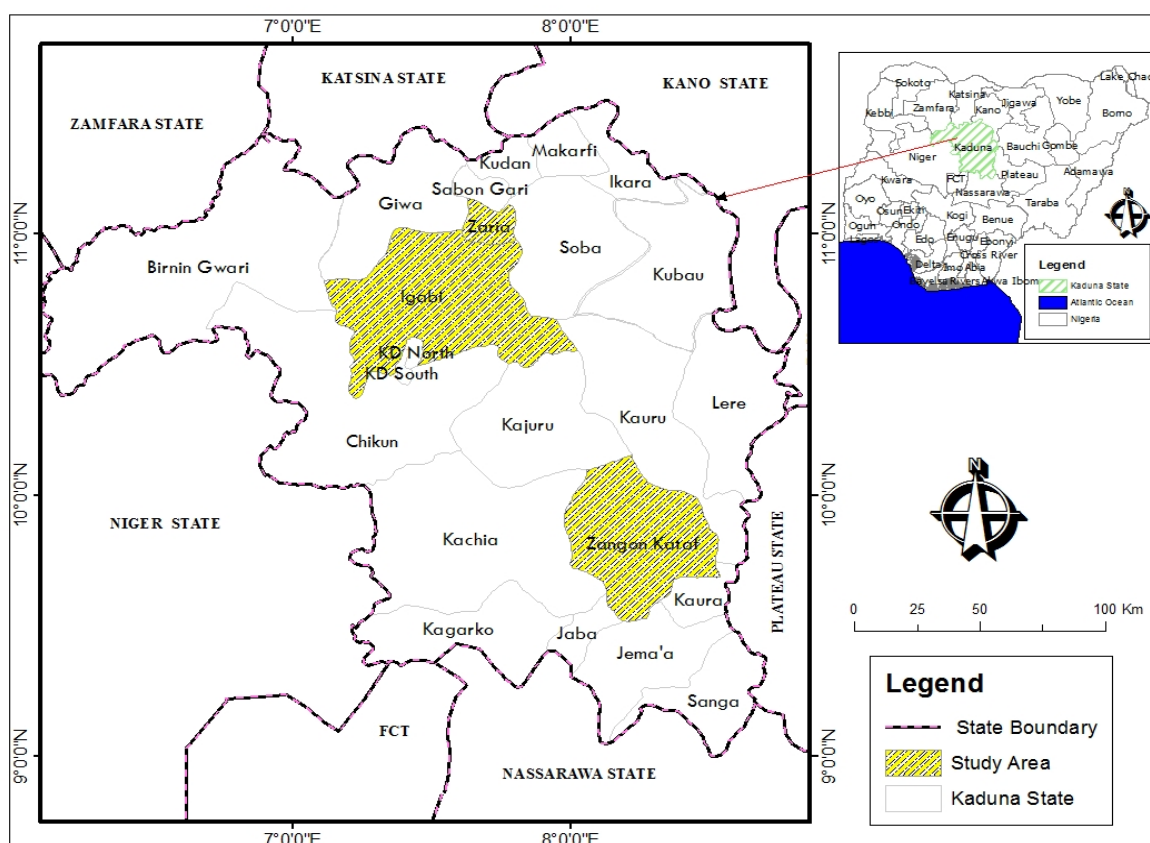 7°0'0"E
8°0'0"E
KATSINA STATE
KANO STATE
ZAMFARA STATE
Makarfi
Kudan
Ikara
Sabon Gari
Giwa
Zaria
Soba
11°0'0"N
11°0'0"N
Birnin Gwari
Kubau
Igabi
KD North
KD South
Lere
Kajuru
Kauru
Chikun
10°0'0"N
10°0'0"N
NIGER STATE
Kachia
Zangon Kataf
PLATEAU STATE
Kaura
Kagarko
Jaba
Jema'a
Sanga
FCT
9°0'0"N
9°0'0"N
NASSARAWA STATE
7°0'0"E
8°0'0"E
Lake Chad
Sokoto
Katsina
Kebbi
Zamfara
Kano
Jigawa
Yobe
Borno
Kaduna
Bauchi
Gombe
Niger
Adamawa
FCT
Plateau
Kwara
Nassarawa
Taraba
Oyo
Osun
Ekiti
Kogi
Benue
Ogun
Ondo
Edo
Enugu
Ebonyi
Cross River
Delta
Imo
Abia
Rivers
Akwa Ibom
Legend
Kaduna State
Atlantic Ocean
Nigeria
N
0 25 50 100 Km
Legend
State Boundary
Study Area
Kaduna State